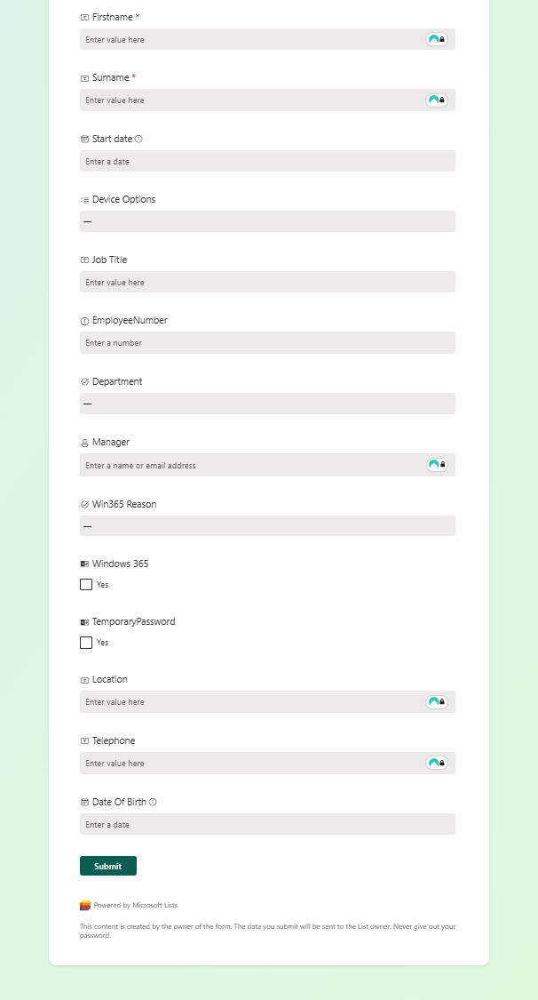 Firstname *
Enter value here
Surname *
Enter value here
Start date
Enter a date
Device Options
—
Job Title
Enter value here
EmployeeNumber
Enter a number
Department
—
Manager
Enter a name or email address
Win365 Reason
—
Windows 365
Yes
TemporaryPassword
Yes
Location
Enter value here
Telephone
Enter value here
Date Of Birth
Enter a date
Submit
Powered by Microsoft Lists
This content is created by the owner of the form. The data you submit will be sent to the List owner. Never give out your
password.